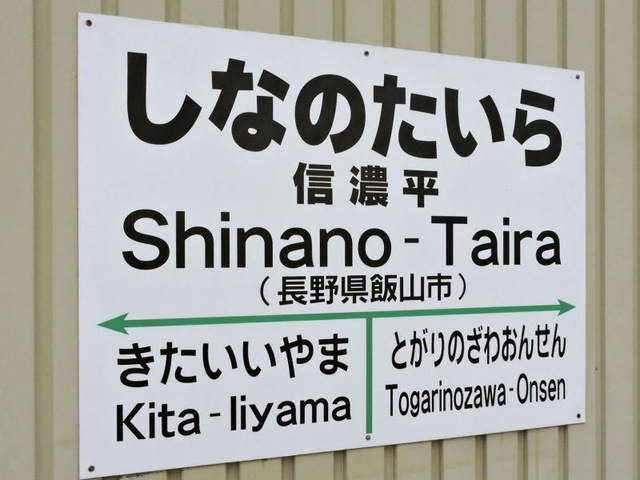 しなのたいら
信濃平
Shinano-Taira
(長野県飯山市)
きたいいやま
Kita-Iiyama
とがりのざわおんせん
Togarinozawa-Onsen